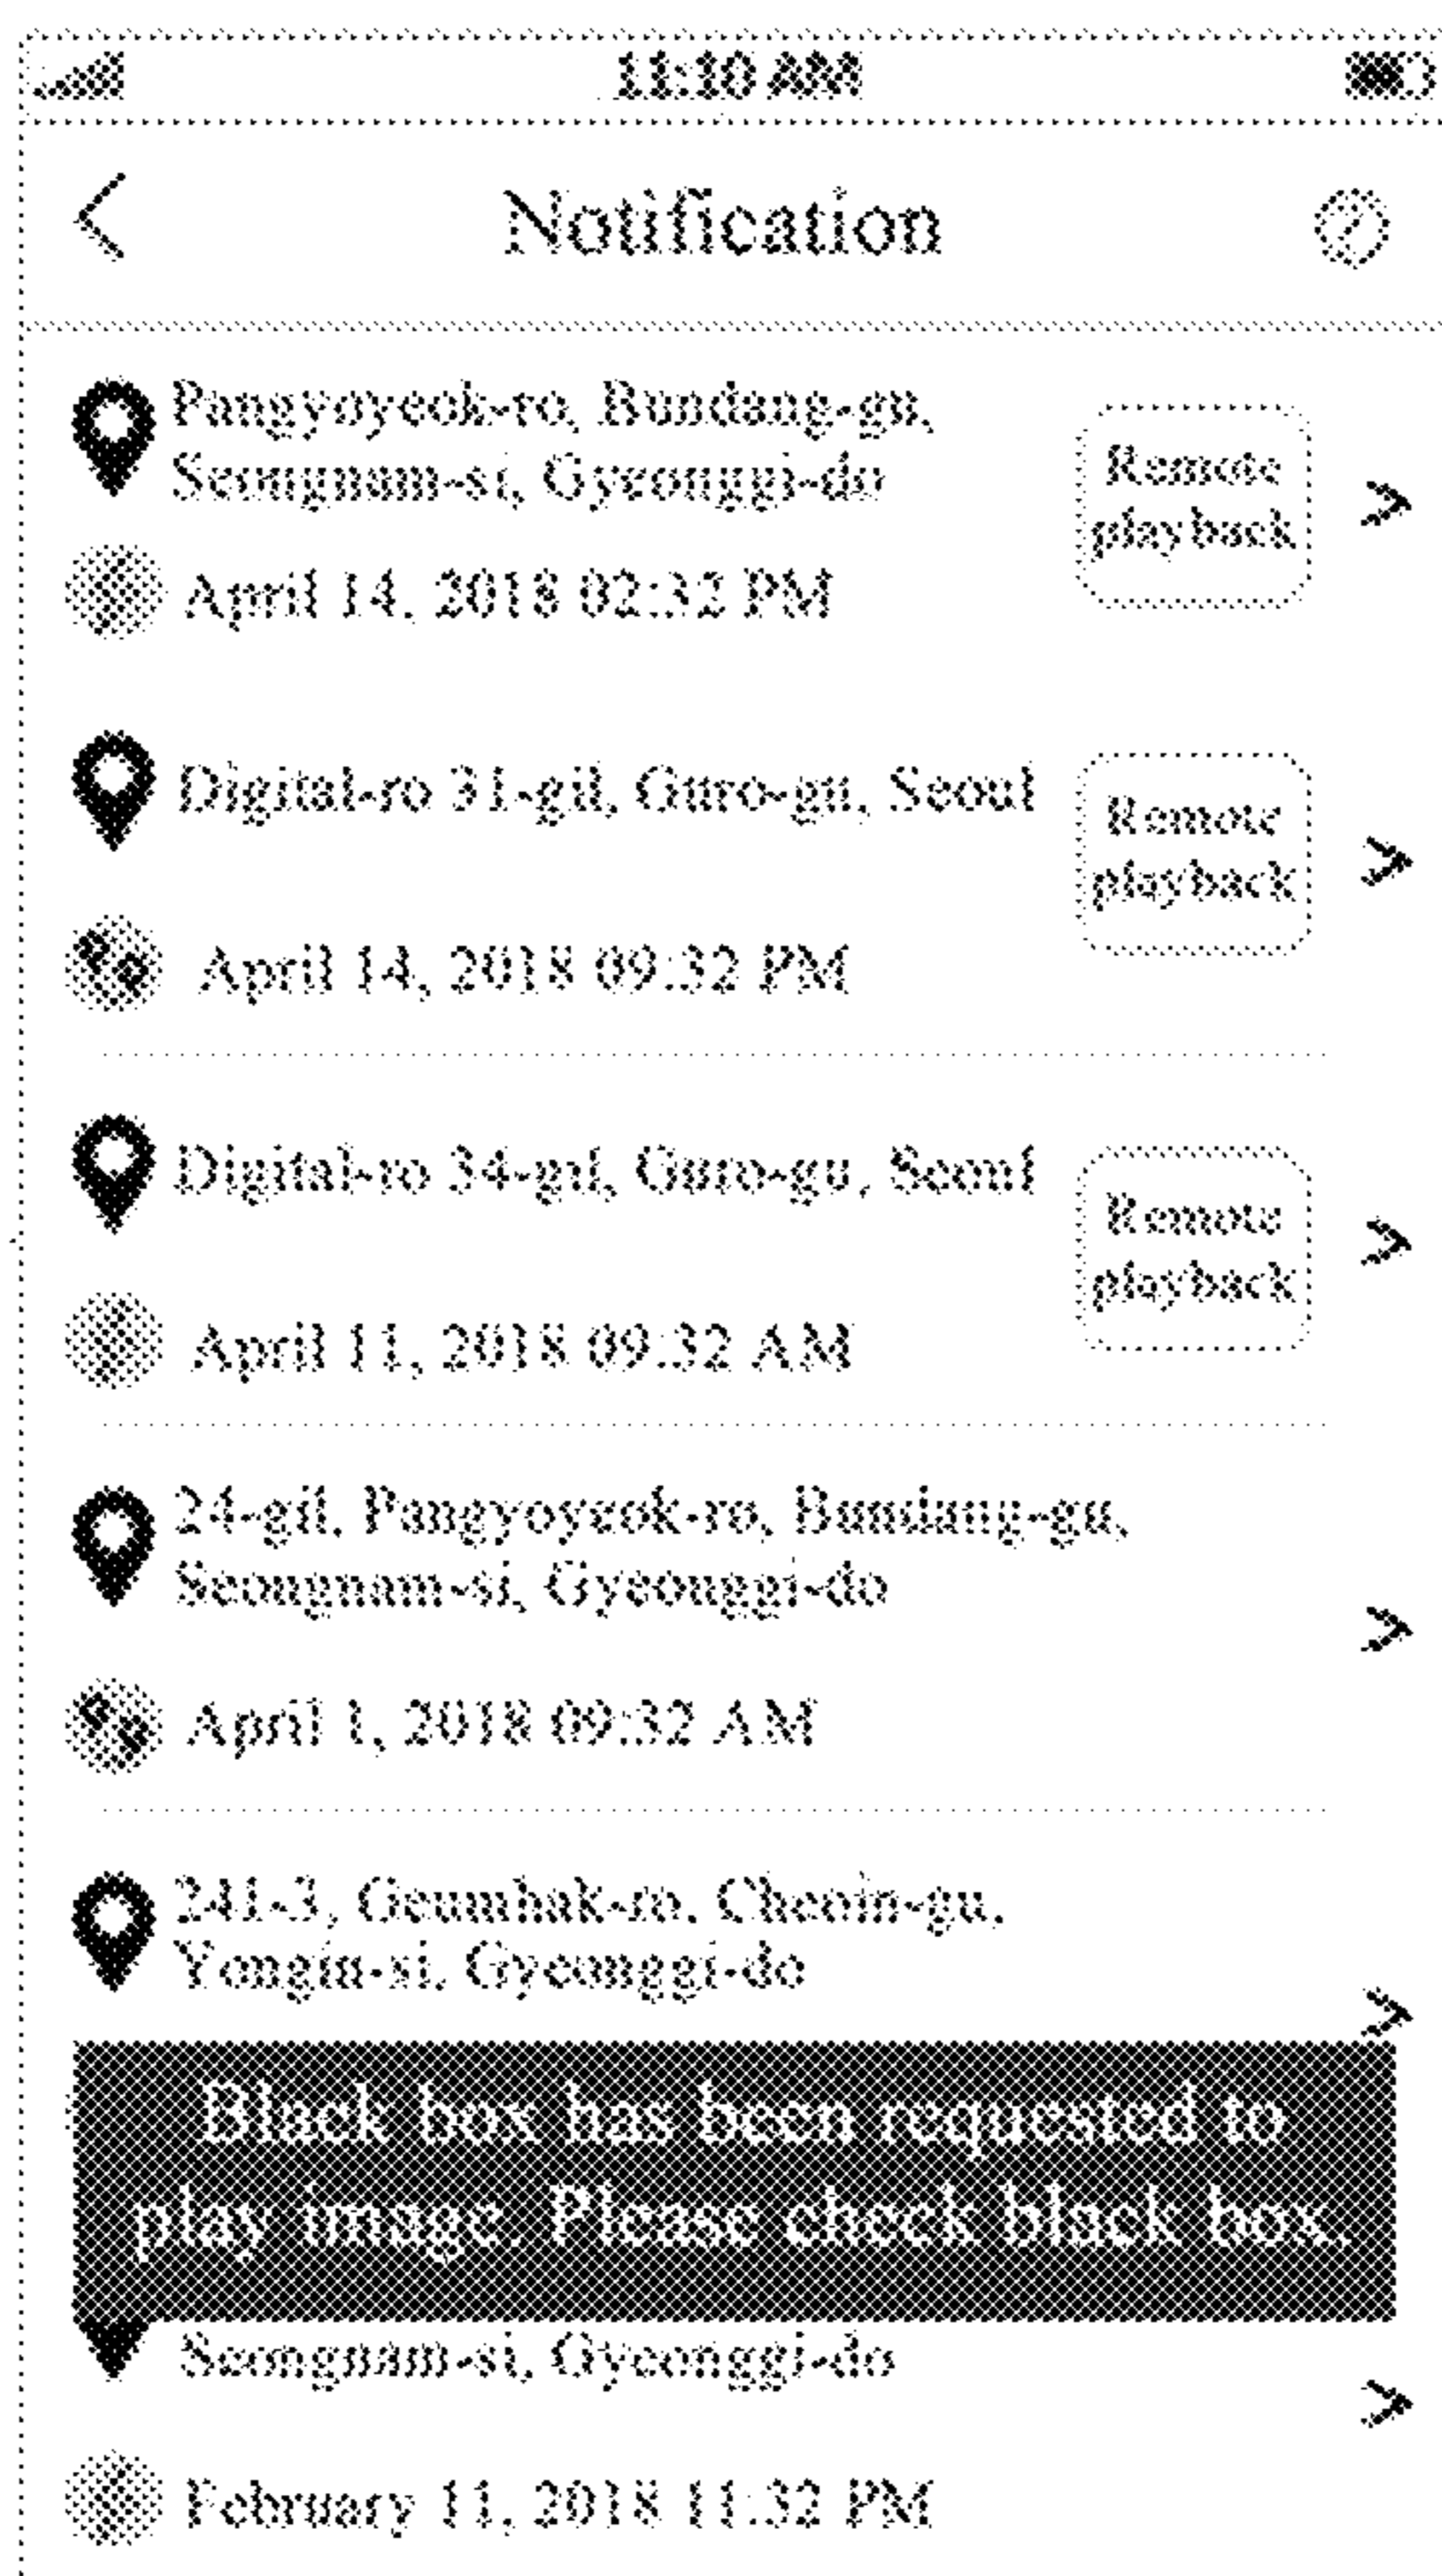 11:10 AM
Notification
Pangyoyeok-ro, Bundang-gu,
Seongnam-si, Gyeonggi-do
Remote
playback
>
April 14, 2018 02:32 PM
Digital-ro 31-gil, Guro-gu, Seoul
Remote
playback
>
April 14, 2018 09:32 PM
Digital-ro 34-gil, Guro-gu, Seoul
Remote
playback
>
April 11, 2018 09:32 AM
24-gil, Pangyoyeok-ro, Bundang-gu,
Seongnam-si, Gyeonggi-do
>
April 1, 2018 09:32 AM
241-3, Geumhak-ro, Cheoin-gu,
Yongin-si, Gyeonggi-do
>
Black box has been requested to
play image. Please check black box.
Seongnam-si, Gyeonggi-do
>
February 11, 2018 11:32 PM